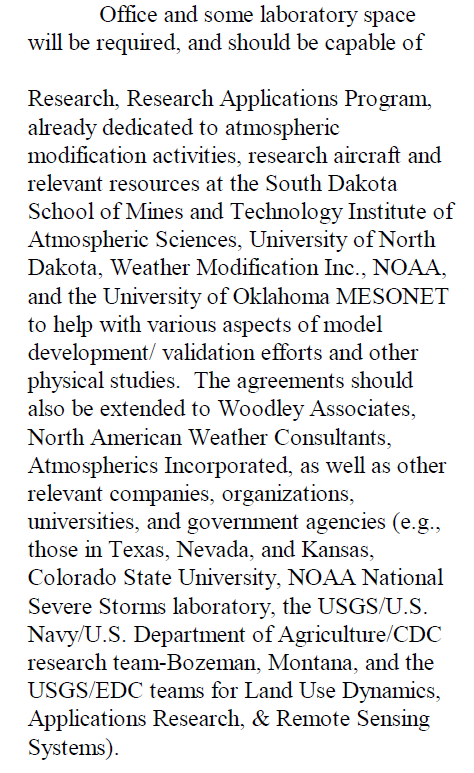 Office and some laboratory space
will be required, and should be capable of
Research, Research Applications Program,
already dedicated to atmospheric
modification activities, research aircraft and
relevant resources at the South Dakota
School of Mines and Technology Institute of
Atmospheric Sciences, University of North
Dakota, Weather Modification Inc., NOAA,
and the University of Oklahoma MESONET
to help with various aspects of model
development/ validation efforts and other
physical studies.  The agreements should
also be extended to Woodley Associates,
North American Weather Consultants,
Atmospherics Incorporated, as well as other
relevant companies, organizations,
universities, and government agencies (e.g.,
those in Texas, Nevada, and Kansas,
Colorado State University, NOAA National
Severe Storms laboratory, the USGS/U.S.
Navy/U.S. Department of Agriculture/CDC
research team-Bozeman, Montana, and the
USGS/EDC teams for Land Use Dynamics,
Applications Research, & Remote Sensing
Systems).